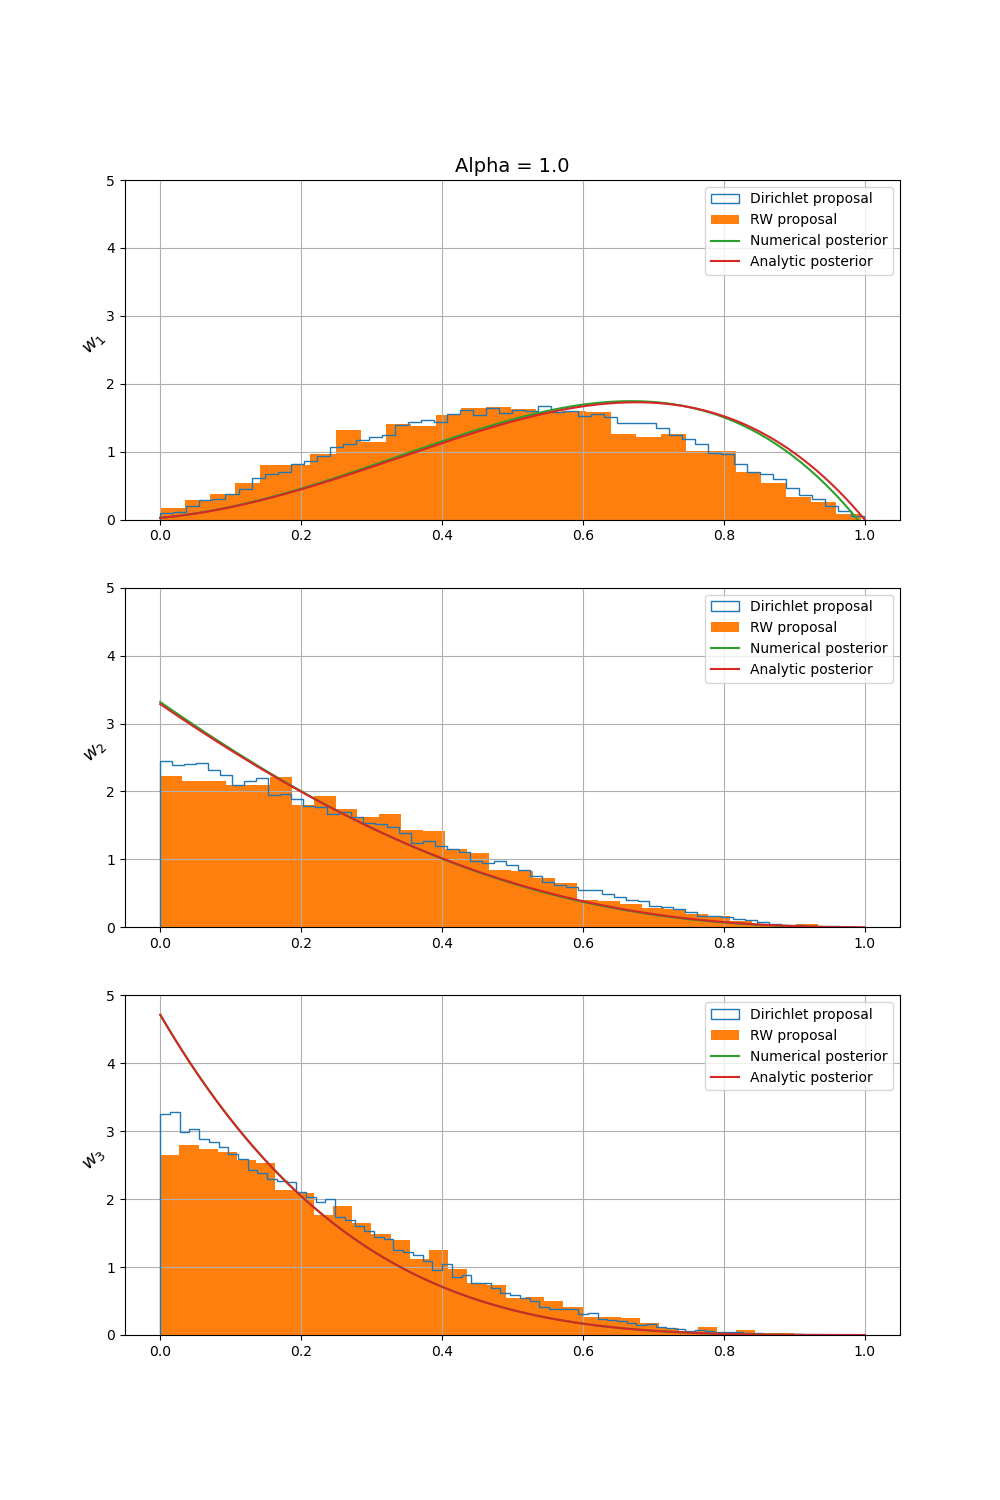 Alpha = 1.0
5
4
3
2
1
0
w1
Dirichlet proposal
RW proposal
Numerical posterior
Analytic posterior
0.0 0.2 0.4 0.6 0.8 1.0
5
4
3
2
1
0
w2
Dirichlet proposal
RW proposal
Numerical posterior
Analytic posterior
0.0 0.2 0.4 0.6 0.8 1.0
5
4
3
2
1
0
w3
Dirichlet proposal
RW proposal
Numerical posterior
Analytic posterior
0.0 0.2 0.4 0.6 0.8 1.0